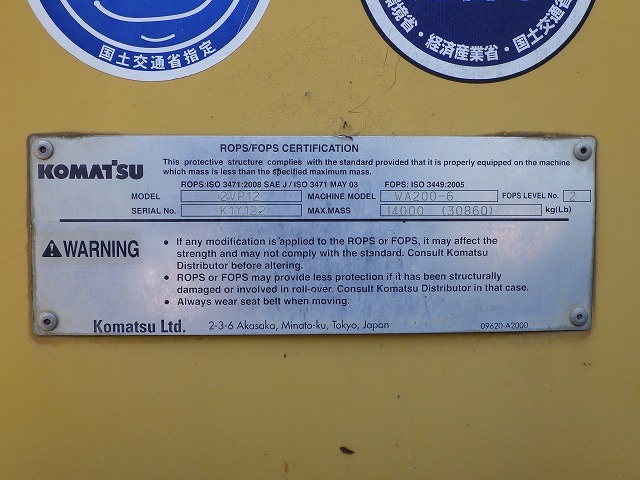 国土交通省指定
環境省・経済産業省・国土交
ROPS/FOPS CERTIFICATION
KOMATSU
This protective structure complies with the standard provided that it is properly equipped on the machine
which mass is less than the specified maximum mass.
ROPS:ISO 3471:2008 SAE J / ISO 3471 MAY 03 FOPS: ISO 3449:2005
MODEL MACHINE MODEL WA200-6 FOPS LEVEL No. 2
SERIAL No. MAX.MASS 14000 (30860) kg(Lb)
WARNING
• If any modification is applied to the ROPS or FOPS, it may affect the
strength and may not comply with the standard. Consult Komatsu
Distributor before altering.
• ROPS or FOPS may provide less protection if it has been structurally
damaged or involved in roll-over. Consult Komatsu Distributor in that case.
• Always wear seat belt when moving.
Komatsu Ltd. 2-3-6 Akasaka, Minato-ku, Tokyo, Japan 09620-A2000